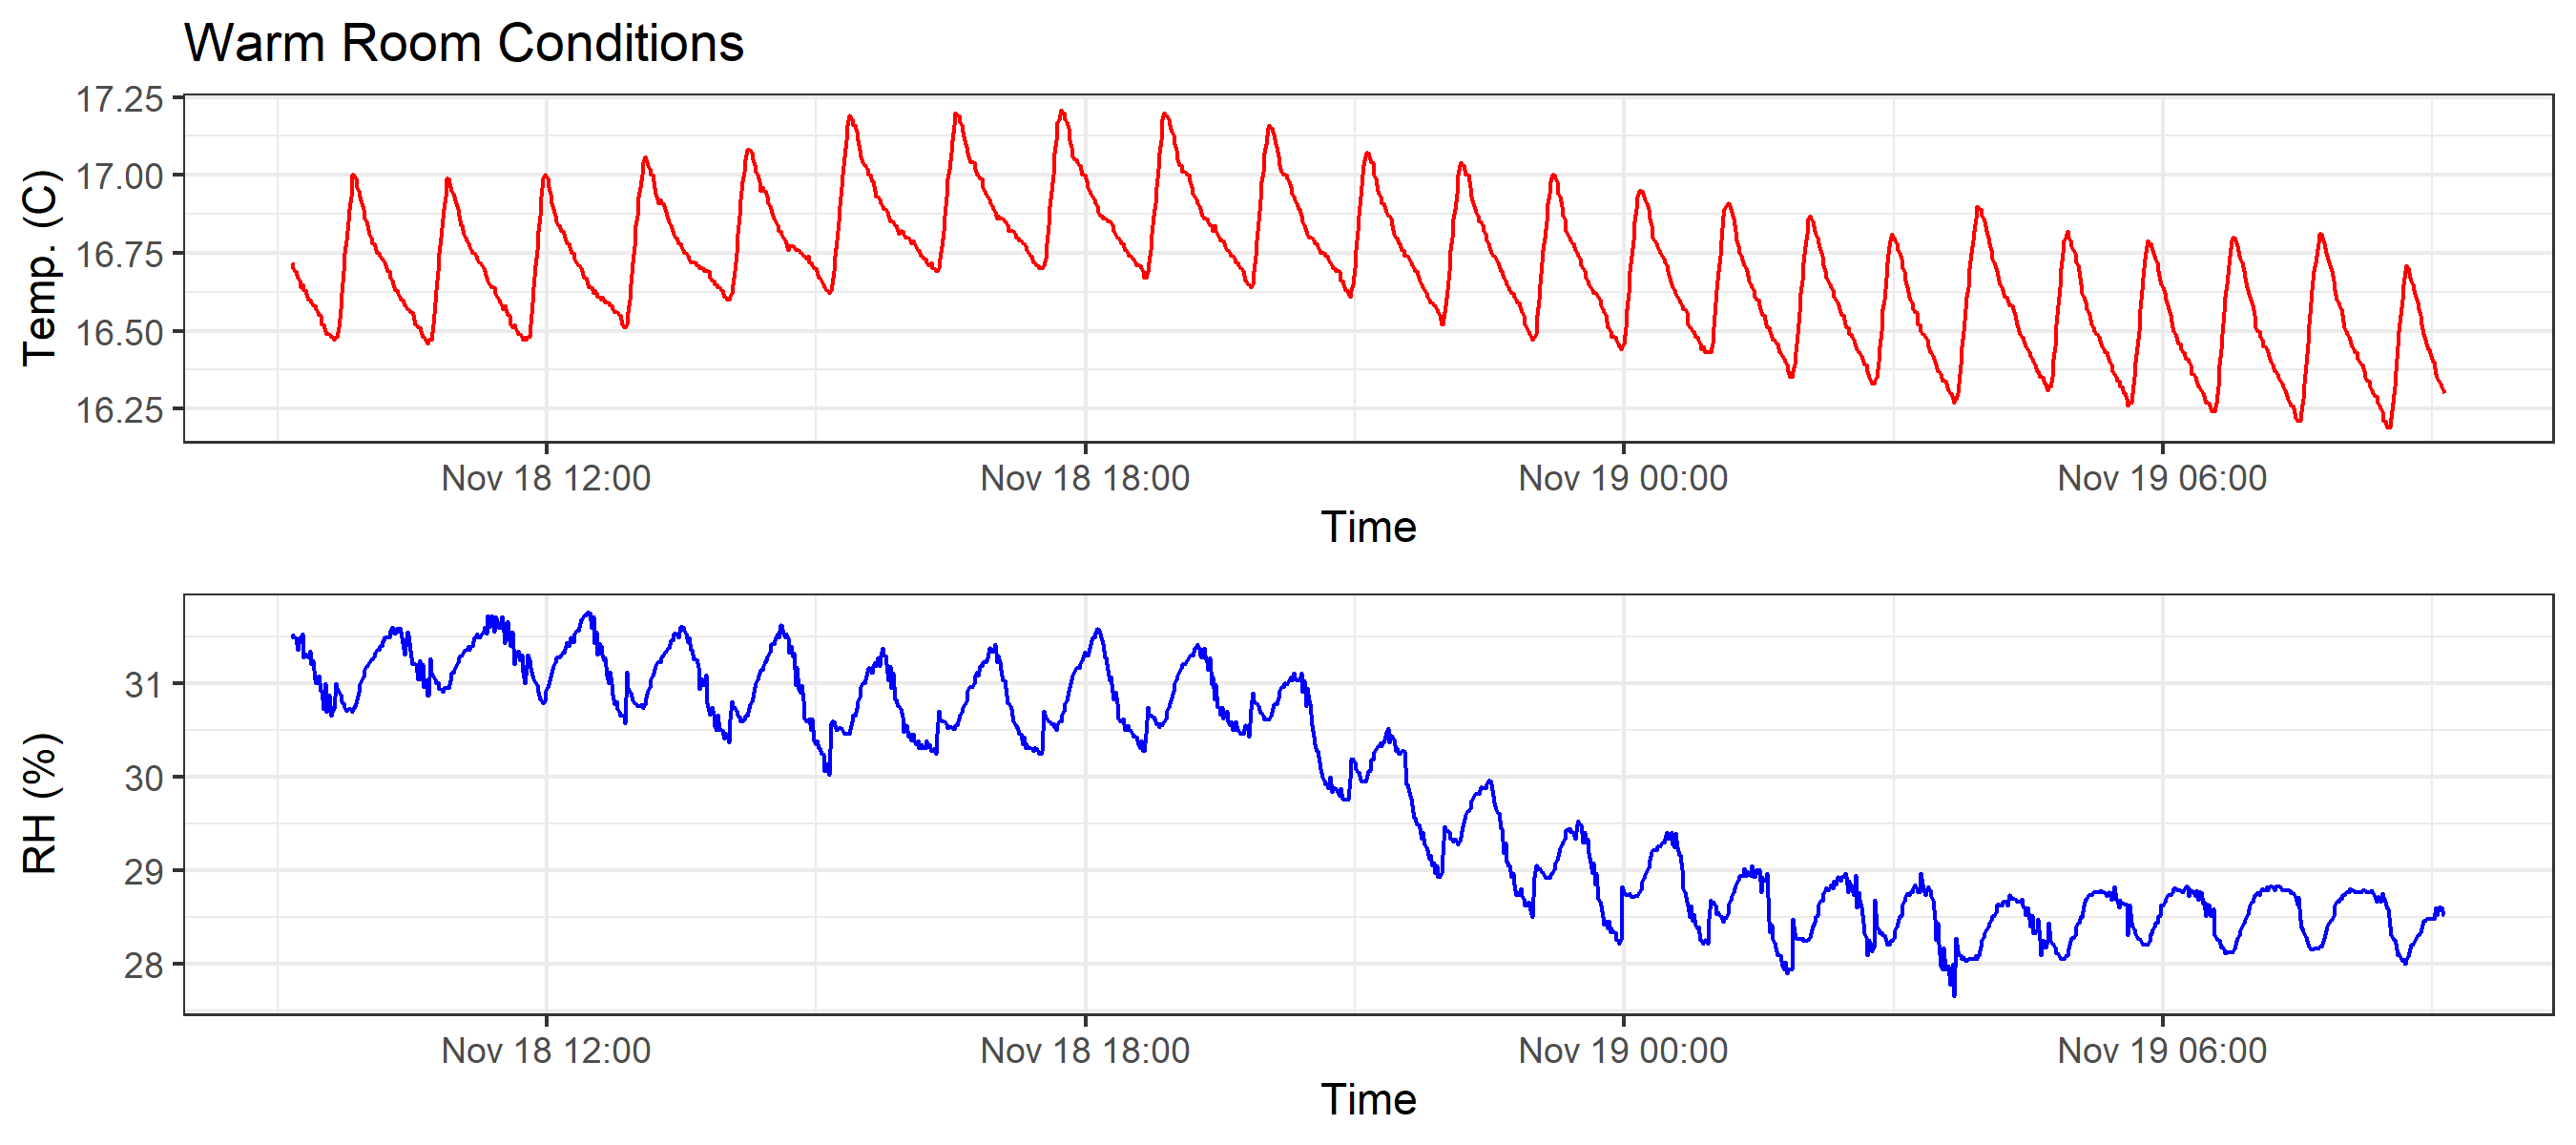 Warm Room Conditions
Temp. (C)
17.25
17.00
16.75
16.50
16.25
Nov 18 12:00 Nov 18 18:00 Nov 19 00:00 Nov 19 06:00
Time
RH (%)
31
30
29
28
Nov 18 12:00 Nov 18 18:00 Nov 19 00:00 Nov 19 06:00
Time